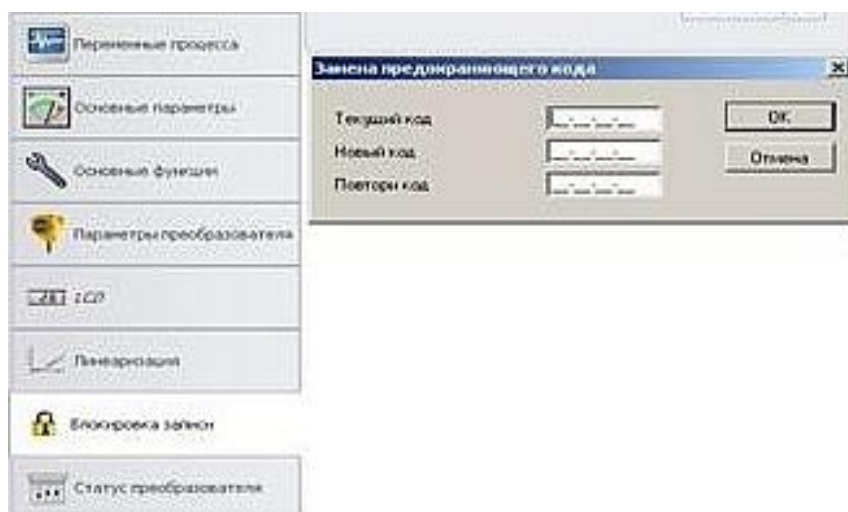 Переменные процесса
Основные параметры
Основные функции
Параметры преобразователя
LCD
Линеаризация
Блокировка записи
Статус преобразователя
Замена предохраняющего кода
Текущий код
Новый код
Повтори код
OK
Отмена